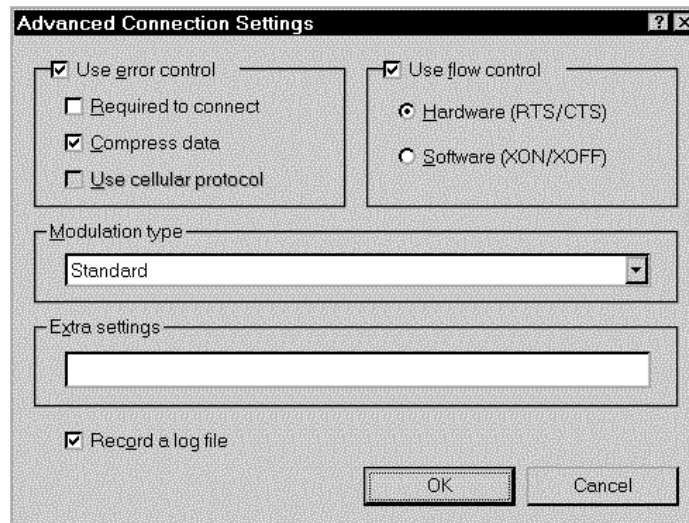 Advanced Connection Settings
Use error control
Required to connect
Compress data
Use cellular protocol
Use flow control
Hardware (RTS/CTS)
Software (XON/XOFF)
Modulation type
Standard
Extra settings
Record a log file
OK Cancel